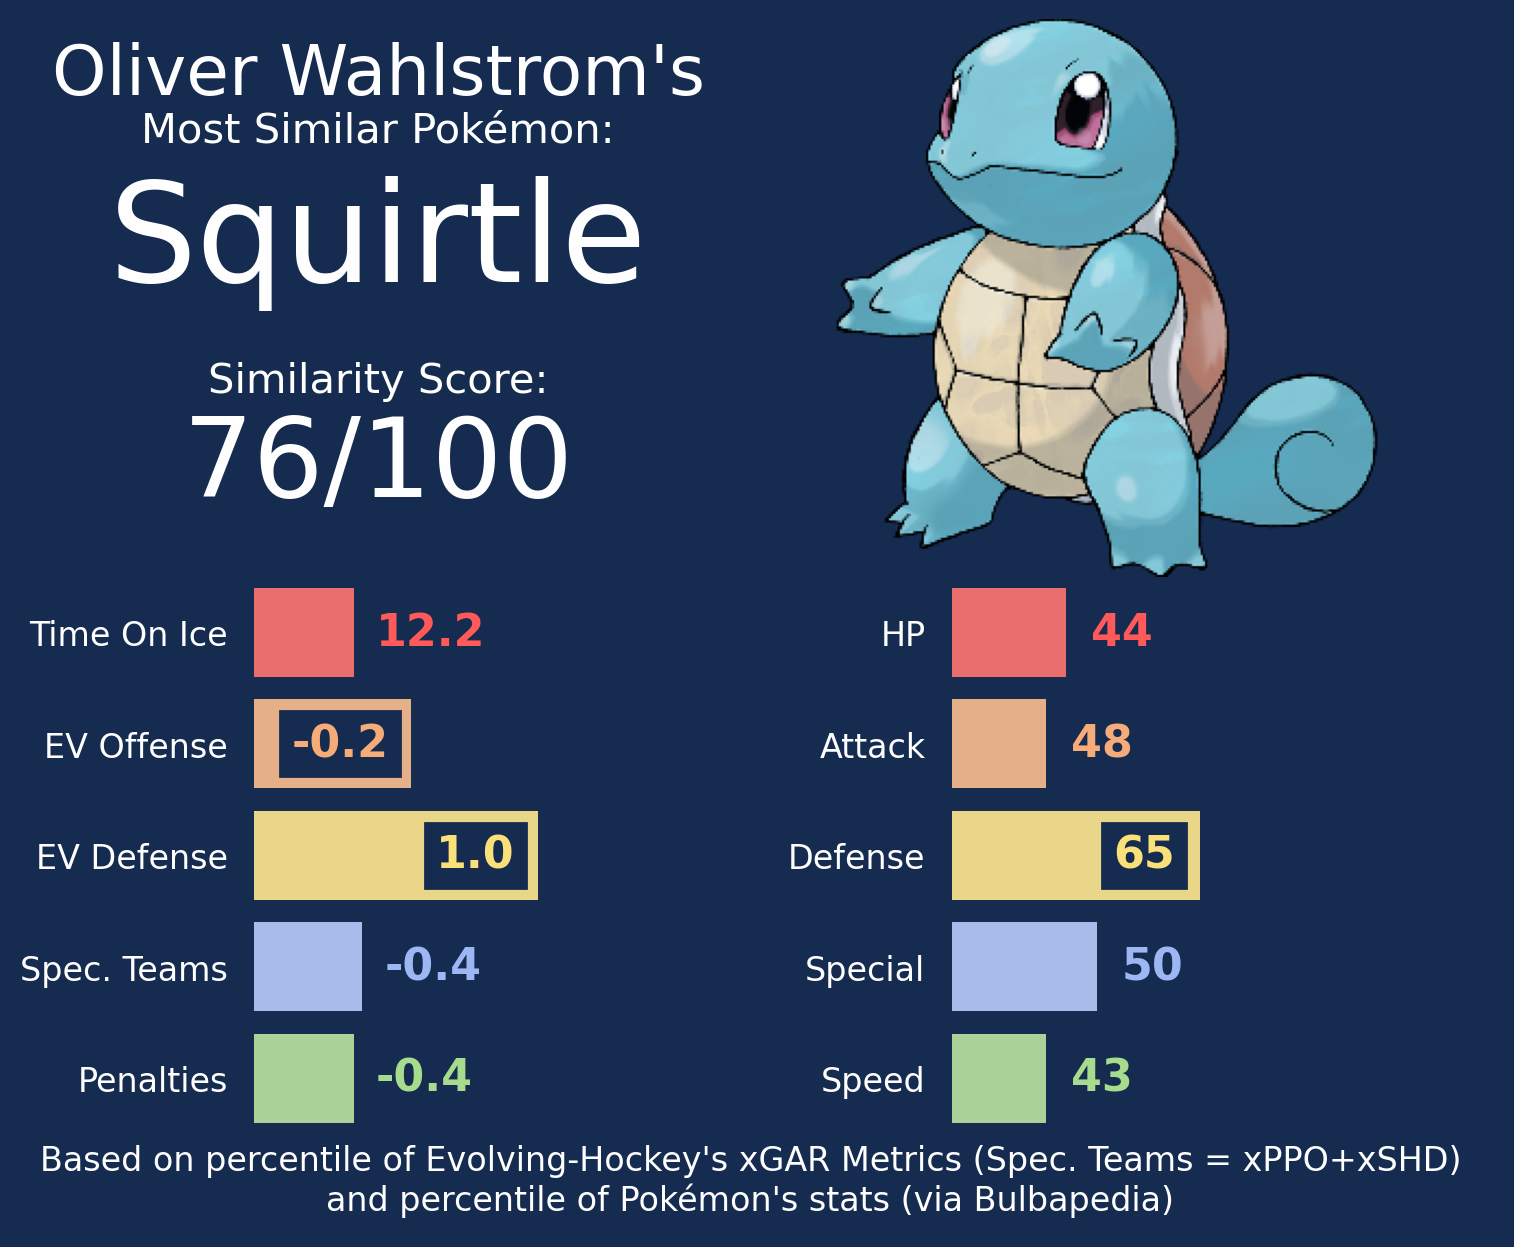 Oliver Wahlstrom's
Most Similar Pokémon:
Squirtle
Similarity Score:
76/100
Time On Ice 12.2
EV Offense -0.2
EV Defense 1.0
Spec. Teams -0.4
Penalties -0.4
HP 44
Attack 48
Defense 65
Special 50
Speed 43
Based on percentile of Evolving-Hockey's xGAR Metrics (Spec. Teams = xPPO+xSHD)
and percentile of Pokémon's stats (via Bulbapedia)